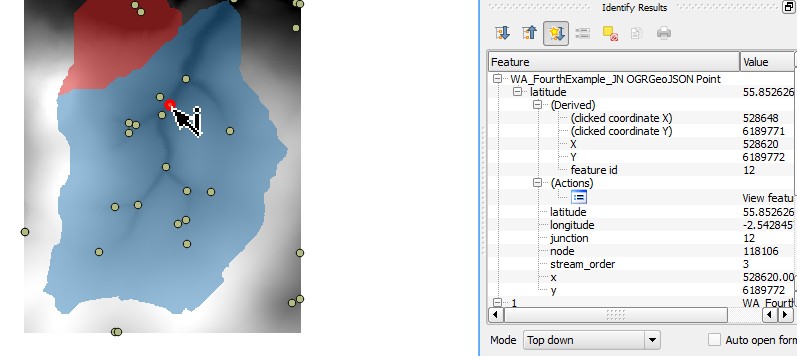 Identify Results
Feature Value
WA_FourthExample_JN OGRGeoJSON Point
latitude 55.852626
(Derived)
(clicked coordinate X) 528648
(clicked coordinate Y) 6189771
X 528620
Y 6189772
feature id 12
(Actions)
View featu
latitude 55.852626
longitude -2.542845
junction 12
node 118106
stream_order 3
x 528620.00
y 6189772
1 WA_Fourth
Mode Top down Auto open form